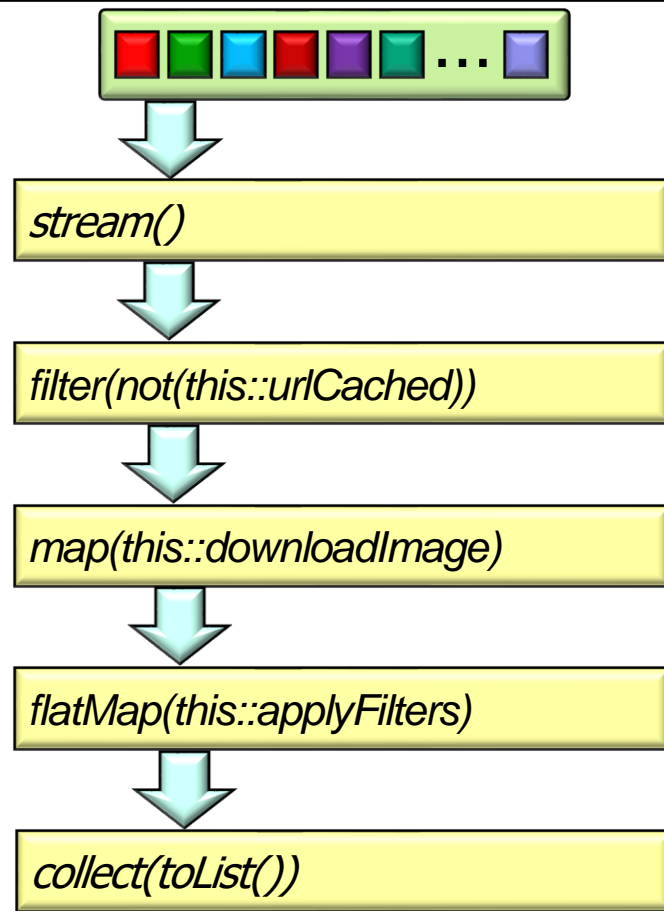 ...
stream()
filter(not(this::urlCached))
map(this::downloadImage)
flatMap(this::applyFilters)
collect(toList())